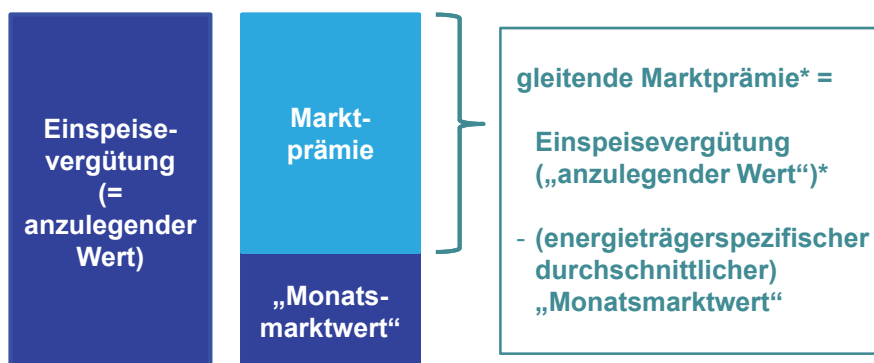 Einspeise-
vergütung
(=
anzulegender
Wert)
Markt-
prämie
„Monats-
marktwert“
gleitende Marktprämie* =
Einspeisevergütung
(„anzulegender Wert“)*
- (energieträgerspezifischer
durchschnittlicher)
„Monatsmarktwert“